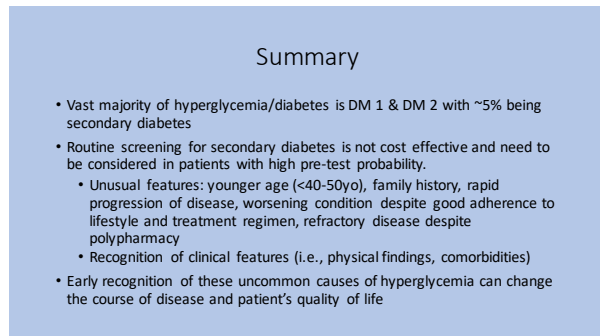 Summary
• Vast majority of hyperglycemia/diabetes is DM 1 & DM 2 with ~5% being
secondary diabetes
• Routine screening for secondary diabetes is not cost effective and need to
be considered in patients with high pre-test probability.
• Unusual features: younger age (<40-50yo), family history, rapid
progression of disease, worsening condition despite good adherence to
lifestyle and treatment regimen, refractory disease despite
polypharmacy
• Recognition of clinical features (i.e., physical findings, comorbidities)
• Early recognition of these uncommon causes of hyperglycemia can change
the course of disease and patient's quality of life